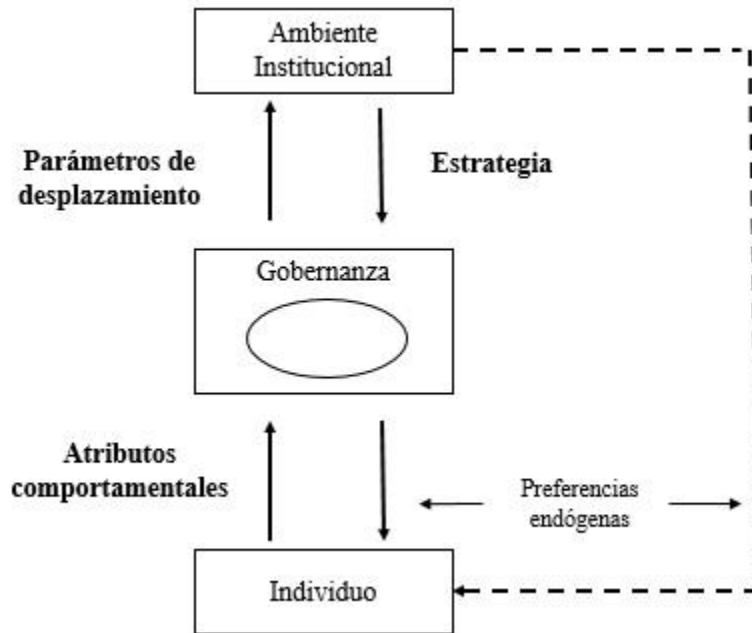 Ambiente
Institucional
Parámetros de
desplazamiento
Estrategia
Gobernanza
Atributos
comportamentales
Preferencias
endógenas
Individuo